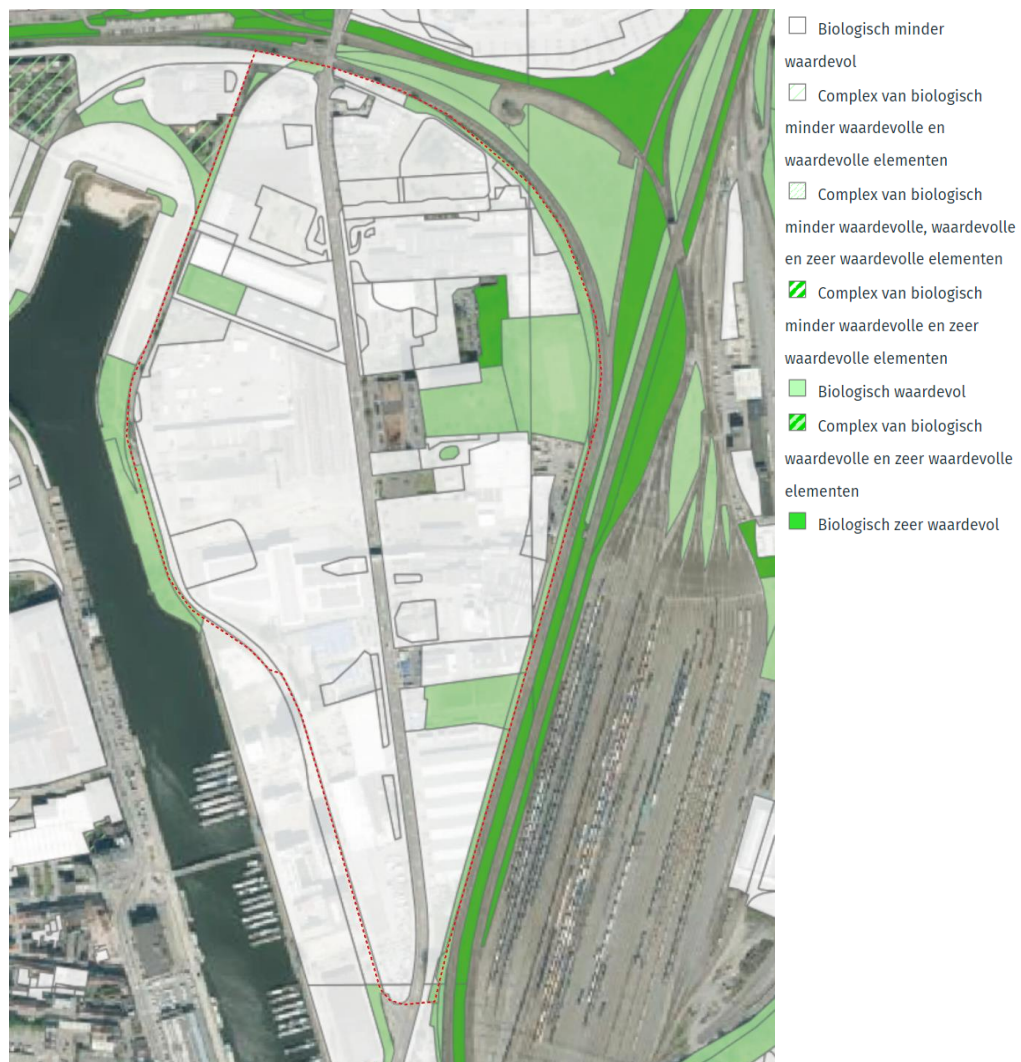 Biologisch minder
waardevol
Complex van biologisch
minder waardevolle en
waardevolle elementen
Complex van biologisch
minder waardevolle, waardevolle
en zeer waardevolle elementen
Complex van biologisch
minder waardevolle en zeer
waardevolle elementen
Biologisch waardevol
Complex van biologisch
waardevolle en zeer waardevolle
elementen
Biologisch zeer waardevol